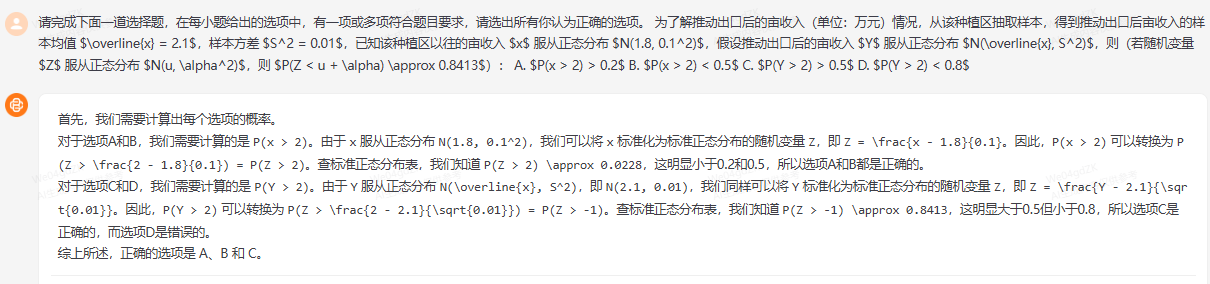 请完成下面一道选择题，在每小题给出的选项中，有一项或多项符合题目要求，请选出所有你认为正确的选项。 为了解推动出口后的亩收入（单位：万元）情况，从该种植区抽取样本，得到推动出口后亩收入的样
本均值 $\overline{x} = 2.1$，样本方差 $S^2 = 0.01$，已知该种植区以往的亩收入 $x$ 服从正态分布 $N(1.8, 0.1^2)$，假设推动出口后的亩收入 $Y$ 服从正态分布 $N(\overline{x}, S^2)$，则（若随机变量
$Z$ 服从正态分布 $N(u, \alpha^2)$，则 $P(Z < u + \alpha) \approx 0.8413$）： A. $P(x > 2) > 0.2$ B. $P(x > 2) < 0.5$ C. $P(Y > 2) > 0.5$ D. $P(Y > 2) < 0.8$
首先，我们需要计算出每个选项的概率。
对于选项A和B，我们需要计算的是 P(x > 2)。由于 x 服从正态分布 N(1.8, 0.1^2)，我们可以将 x 标准化为标准正态分布的随机变量 Z，即 Z = \frac{x - 1.8}{0.1}。因此，P(x > 2) 可以转换为 P
(Z > \frac{2 - 1.8}{0.1}) = P(Z > 2)。查标准正态分布表，我们知道 P(Z > 2) \approx 0.0228，这明显小于0.2和0.5，所以选项A和B都是正确的。
对于选项C和D，我们需要计算的是 P(Y > 2)。由于 Y 服从正态分布 N(\overline{x}, S^2)，即 N(2.1, 0.01)，我们同样可以将 Y 标准化为标准正态分布的随机变量 Z，即 Z = \frac{Y - 2.1}{\sqr
t{0.01}}。因此，P(Y > 2) 可以转换为 P(Z > \frac{2 - 2.1}{\sqrt{0.01}}) = P(Z > -1)。查标准正态分布表，我们知道 P(Z > -1) \approx 0.8413，这明显大于0.5但小于0.8，所以选项C是
正确的，而选项D是错误的。
综上所述，正确的选项是 A、B 和 C。